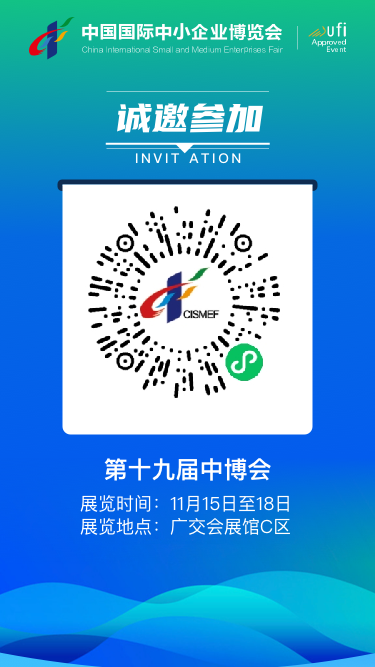 中国国际中小企业博览会
China International Small and Medium Enterprises Fair
ufi
Approved
Event
诚邀参加
INVIT ATION
CISMEF
第十九届中博会
展览时间：11月15日至18日
展览地点：广交会展馆C区